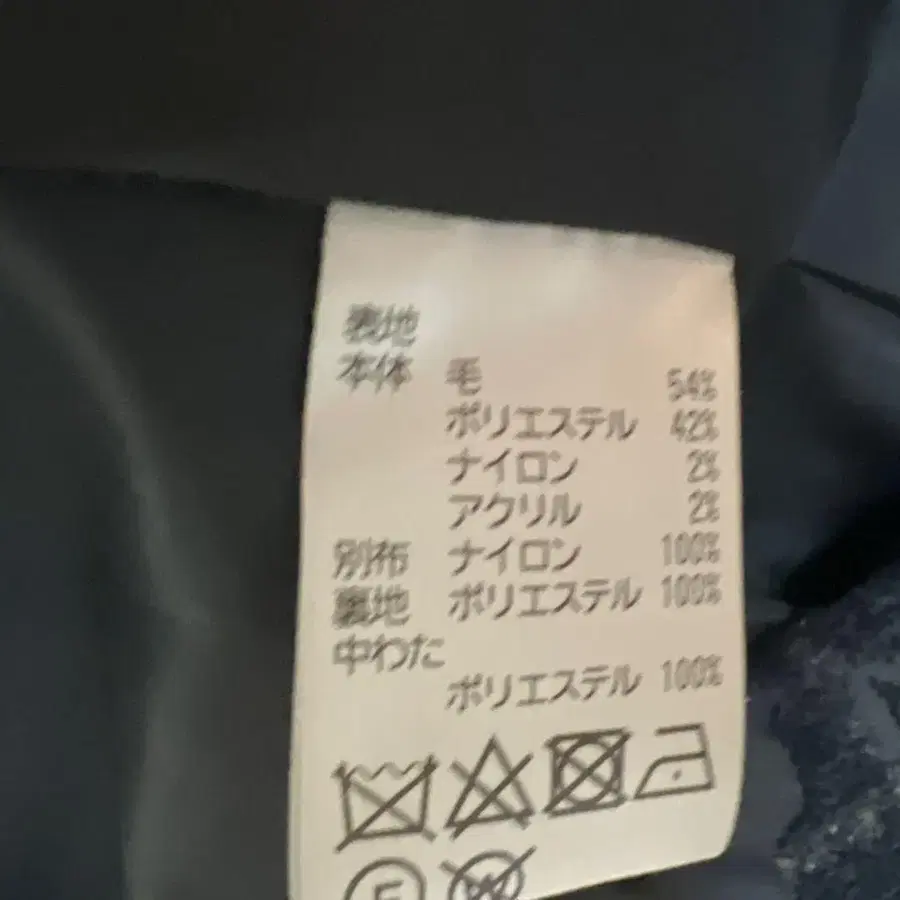 表地
本体 毛 54%
ポリエステル 42%
ナイロン 2%
アクリル 2%
別布 ナイロン 100%
裏地 ポリエステル 100%
中わた
ポリエステル 100%
F W